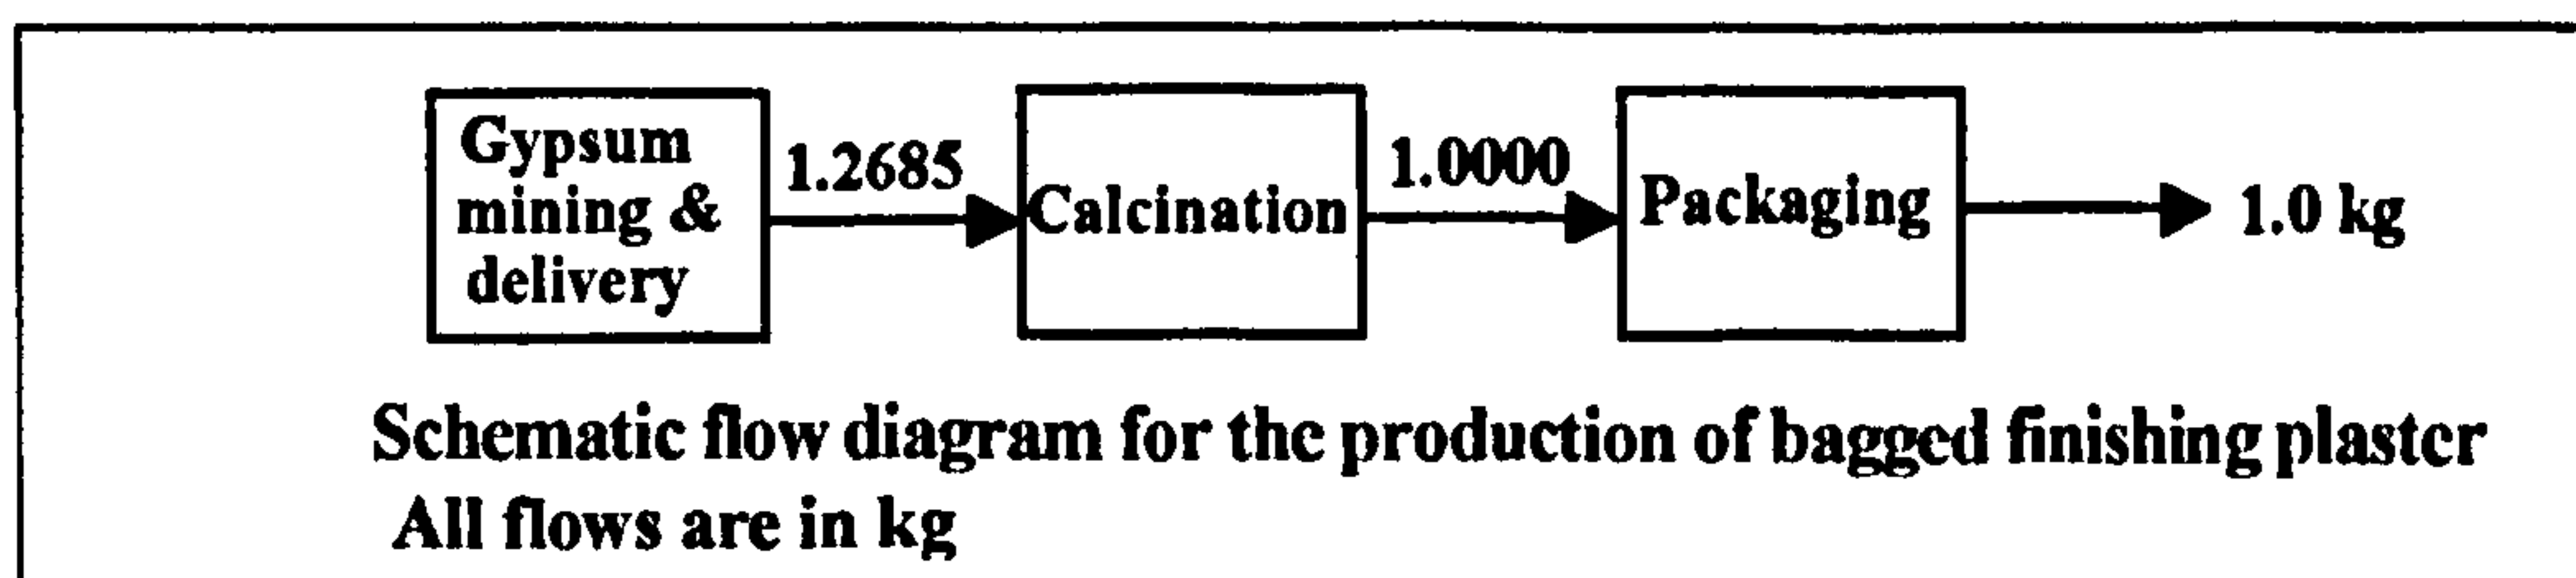 Gypsum
mining &
delivery
1.2685
Calcination
1.0000
Packaging
1.0 kg
Schematic flow diagram for the production of bagged finishing plaster
All flows are in kg